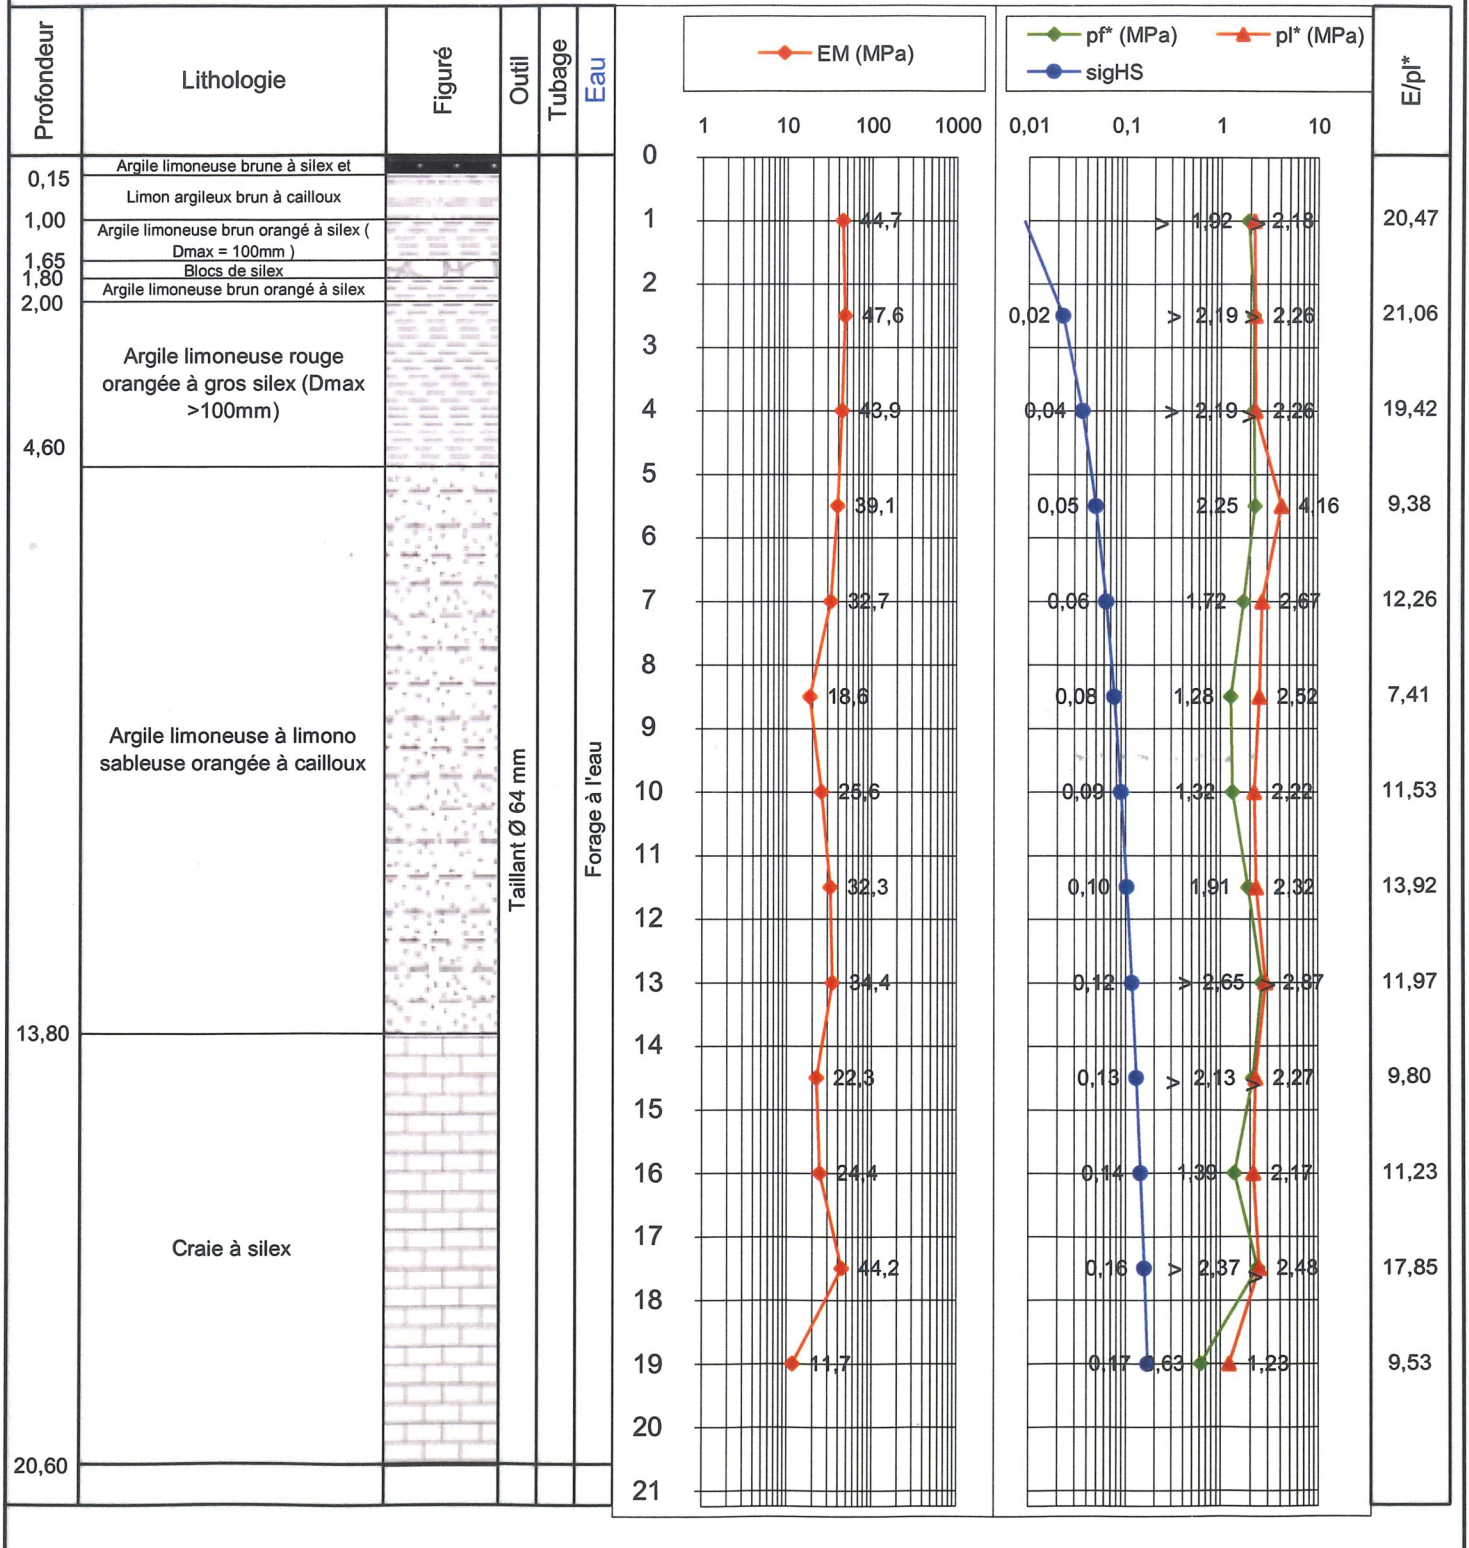 Profondeur
Lithologie
Figuré
Outil
Tubage
Eau
EM (MPa)
pf* (MPa)
pl* (MPa)
sigHS
E/pl*
1 10 100 1000
0,01 0,1 1 10
0
Argile limoneuse brune à silex et
0,15
Limon argileux brun à cailloux
1,00
Argile limoneuse brun orangé à silex (
Dmax = 100mm )
1,65
Blocs de silex
1,80
Argile limoneuse brun orangé à silex
2,00
Argile limoneuse rouge
orangée à gros silex (Dmax
>100mm)
4,60
Argile limoneuse à limono
sableuse orangée à cailloux
13,80
Craie à silex
20,60
Taillant Ø 64 mm
Forage à l'eau
1 44,7 > 1,92 > 2,18 20,47
2
47,6 0,02 > 2,19 > 2,26 21,06
3
4 43,9 0,04 > 2,19 > 2,26 19,42
5
39,1 0,05 2,25 4,16 9,38
6
7 32,7 0,06 1,72 2,67 12,26
8
18,6 0,08 1,28 2,52 7,41
9
10 25,6 0,09 1,32 2,22 11,53
11
32,3 0,10 1,91 2,32 13,92
12
13 34,4 0,12 > 2,65 > 2,87 11,97
14
22,3 0,13 > 2,13 > 2,27 9,80
15
16 24,4 0,14 1,39 2,17 11,23
17
44,2 0,16 > 2,37 > 2,48 17,85
18
19 11,7 0,17 ,63 1,23 9,53
20
21